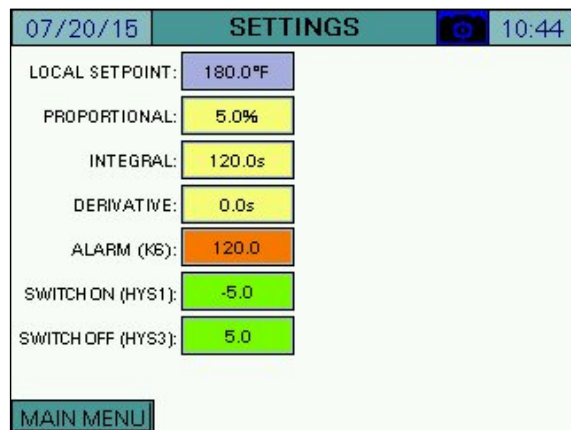 07/20/15 SETTINGS 10:44
LOCAL SETPOINT: 180.0°F
PROPORTIONAL: 5.0%
INTEGRAL: 120.0s
DERIVATIVE: 0.0s
ALARM (K6): 120.0
SWITCH ON (HYS1): -5.0
SWITCH OFF (HYS3): 5.0
MAIN MENU